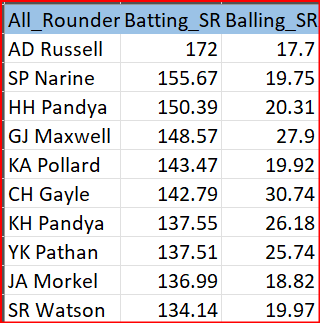 All_Rounder Batting_SR Balling_SR
AD Russell 172 17.7
SP Narine 155.67 19.75
HH Pandya 150.39 20.31
GJ Maxwell 148.57 27.9
KA Pollard 143.47 19.92
CH Gayle 142.79 30.74
KH Pandya 137.55 26.18
YK Pathan 137.51 25.74
JA Morkel 136.99 18.82
SR Watson 134.14 19.97